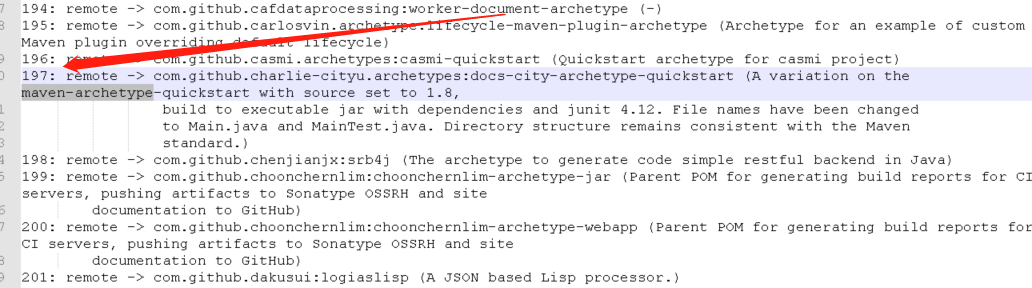 194: remote -> com.github.cafdataprocessing:worker-document-archetype (-)
195: remote -> com.github.carlosvin.archetype:lifecycle-maven-plugin-archetype (Archetype for an example of custom
Maven plugin overriding default lifecycle)
196: remote -> com.github.casmi.archetypes:casmi-quickstart (Quickstart archetype for casmi project)
197: remote -> com.github.charlie-cityu.archetypes:docs-city-archetype-quickstart (A variation on the
maven-archetype-quickstart with source set to 1.8,
build to executable jar with dependencies and junit 4.12. File names have been changed
to Main.java and MainTest.java. Directory structure remains consistent with the Maven
standard.)
198: remote -> com.github.chenjianjx:srb4j (The archetype to generate code simple restful backend in Java)
199: remote -> com.github.choonchernlim:choonchernlim-archetype-jar (Parent POM for generating build reports for CI
servers, pushing artifacts to Sonatype OSSRH and site
documentation to GitHub)
200: remote -> com.github.choonchernlim:choonchernlim-archetype-webapp (Parent POM for generating build reports for
CI servers, pushing artifacts to Sonatype OSSRH and site
documentation to GitHub)
201: remote -> com.github.dakusui:logiaslisp (A JSON based Lisp processor.)